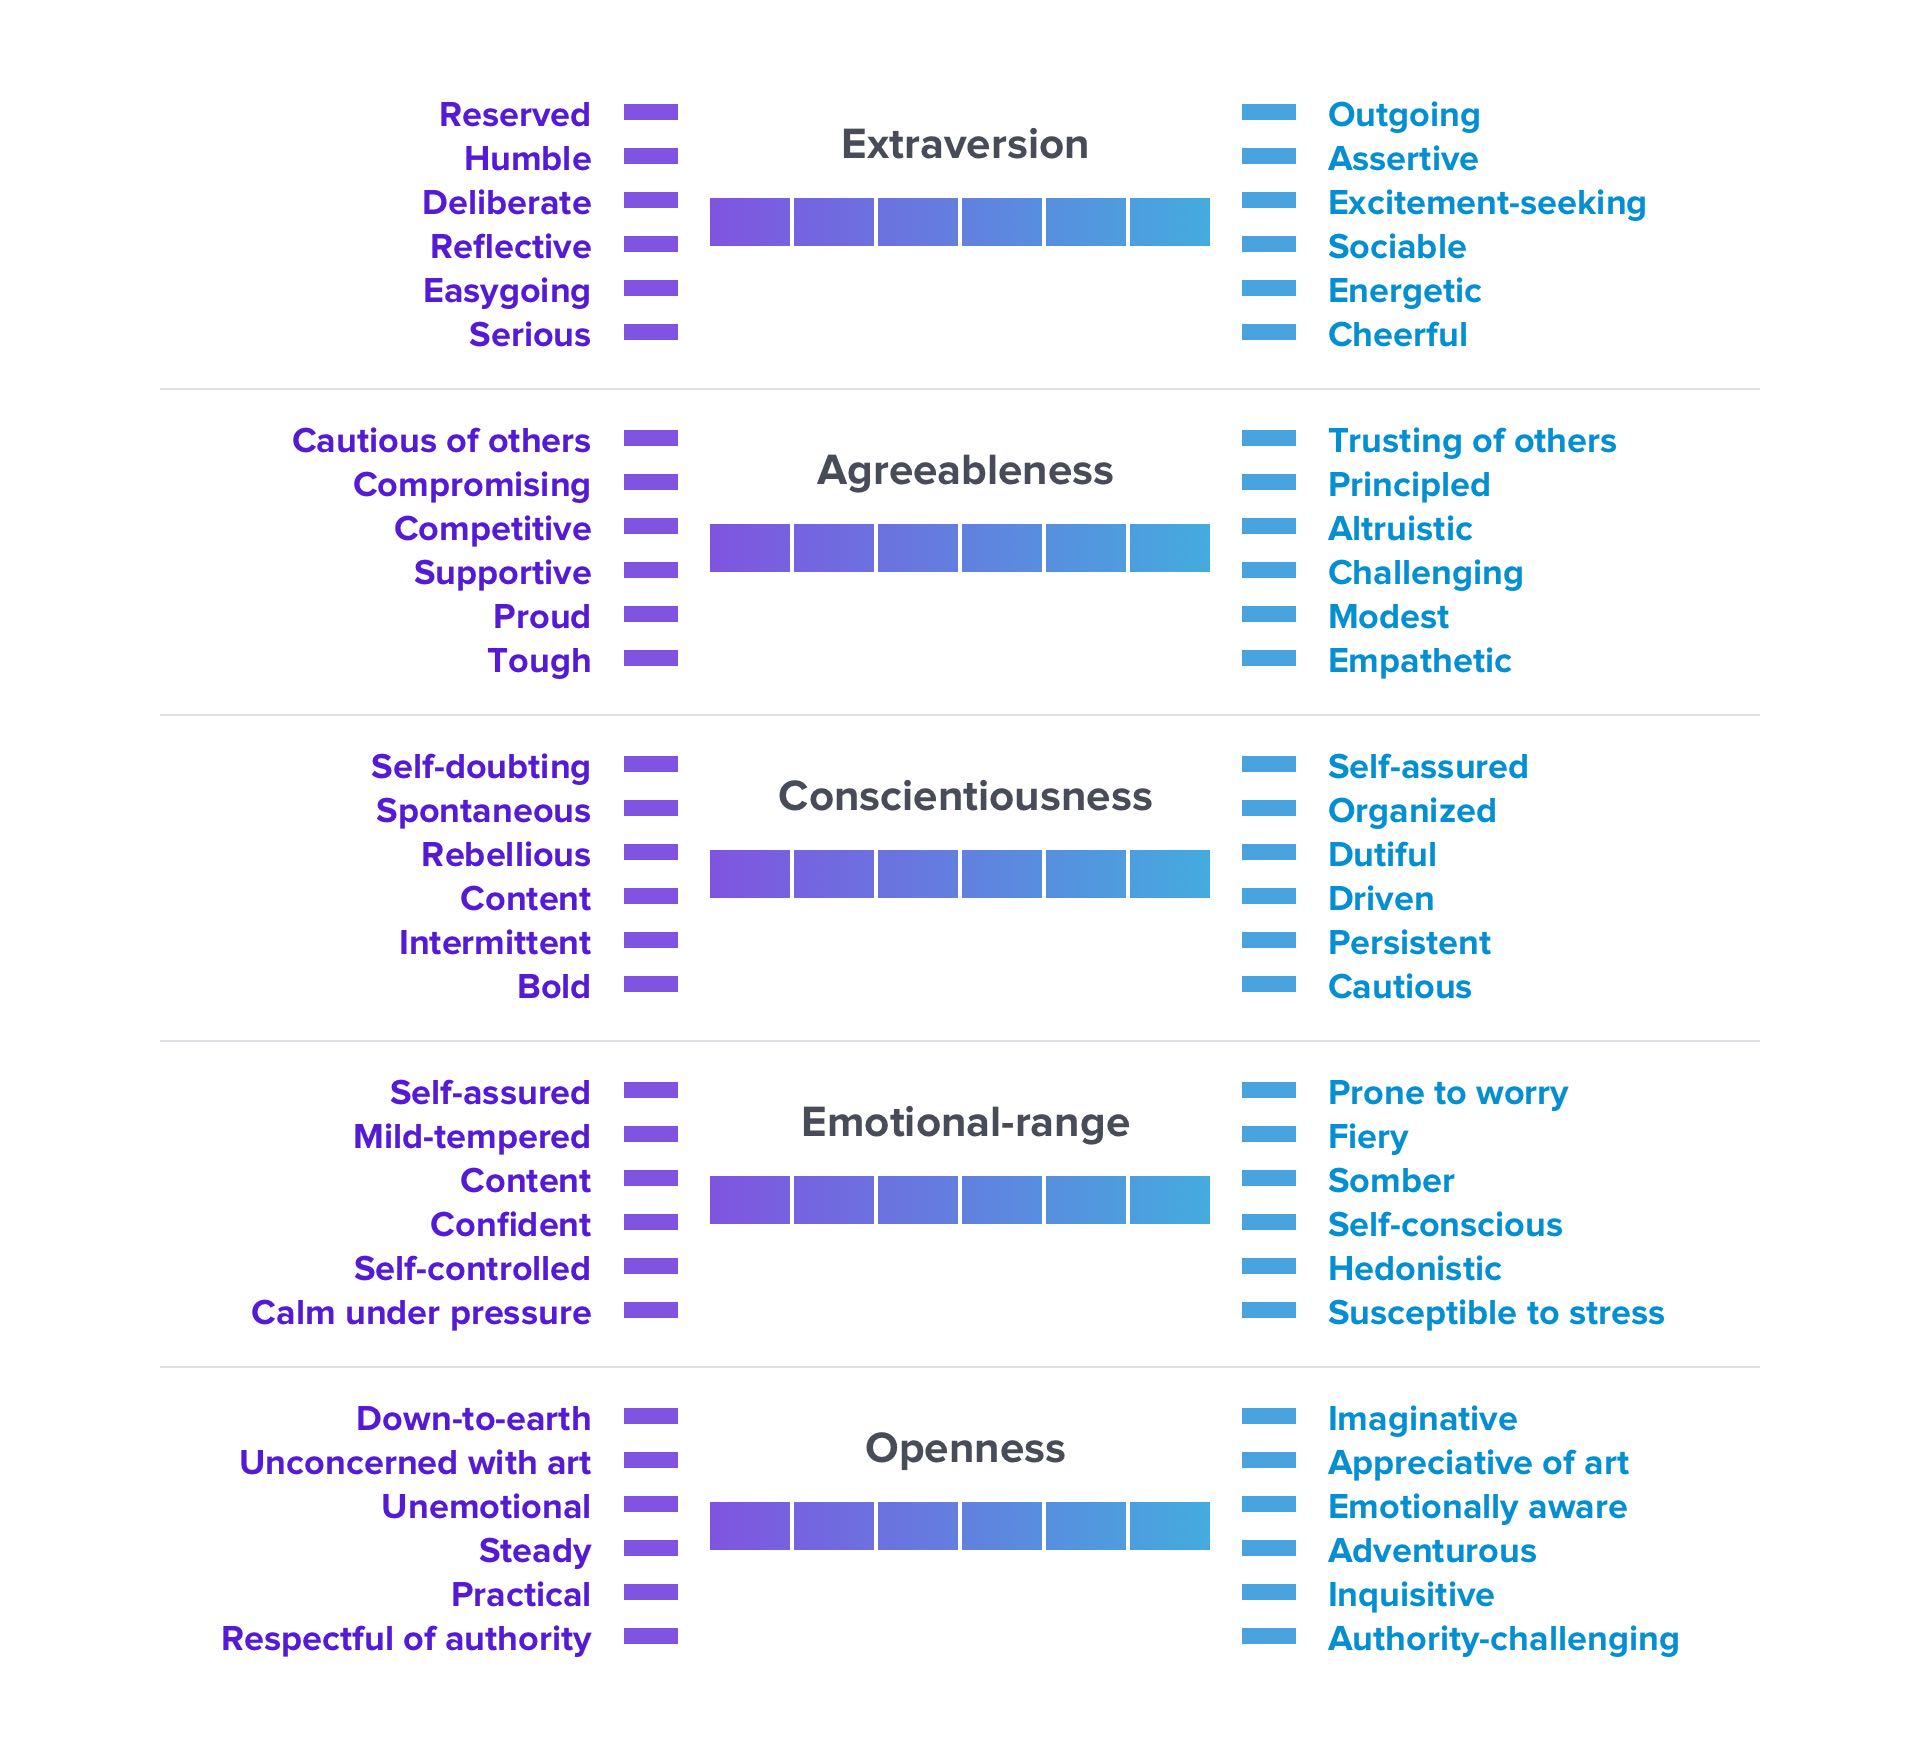 Reserved
Humble
Deliberate
Reflective
Easygoing
Serious
Extraversion
Outgoing
Assertive
Excitement-seeking
Sociable
Energetic
Cheerful
Cautious of others
Compromising
Competitive
Supportive
Proud
Tough
Agreeableness
Trusting of others
Principled
Altruistic
Challenging
Modest
Empathetic
Self-doubting
Spontaneous
Rebellious
Content
Intermittent
Bold
Conscientiousness
Self-assured
Organized
Dutiful
Driven
Persistent
Cautious
Self-assured
Mild-tempered
Content
Confident
Self-controlled
Calm under pressure
Emotional-range
Prone to worry
Fiery
Somber
Self-conscious
Hedonistic
Susceptible to stress
Down-to-earth
Unconcerned with art
Unemotional
Steady
Practical
Respectful of authority
Openness
Imaginative
Appreciative of art
Emotionally aware
Adventurous
Inquisitive
Authority-challenging